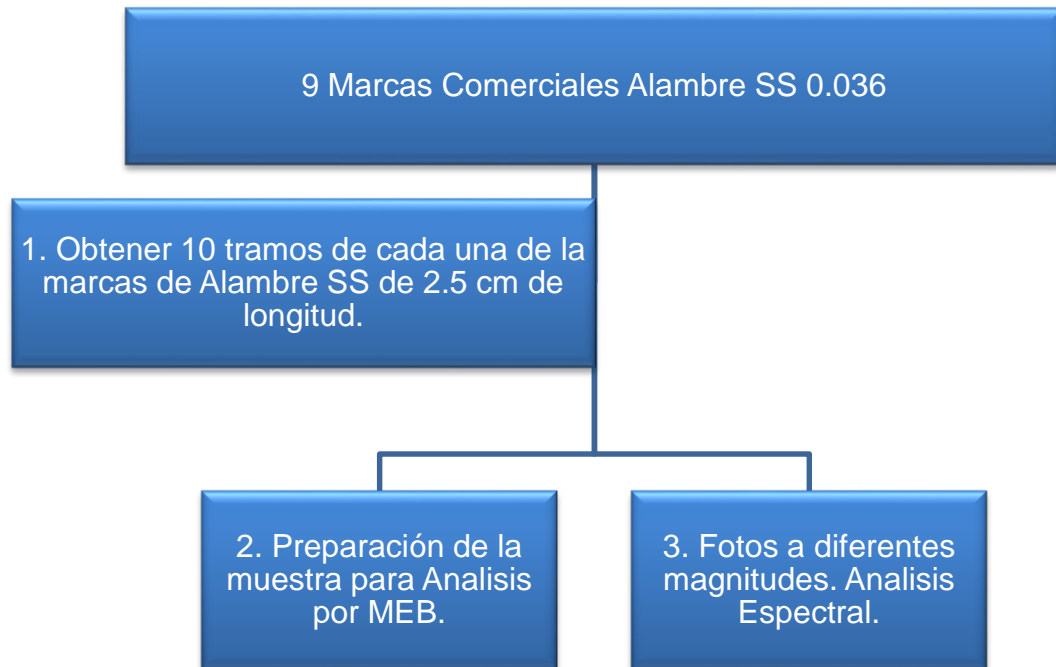 9 Marcas Comerciales Alambre SS 0.036
1. Obtener 10 tramos de cada una de la
marcas de Alambre SS de 2.5 cm de
longitud.
2. Preparación de la
muestra para Analisis
por MEB.
3. Fotos a diferentes
magnitudes. Analisis
Espectral.